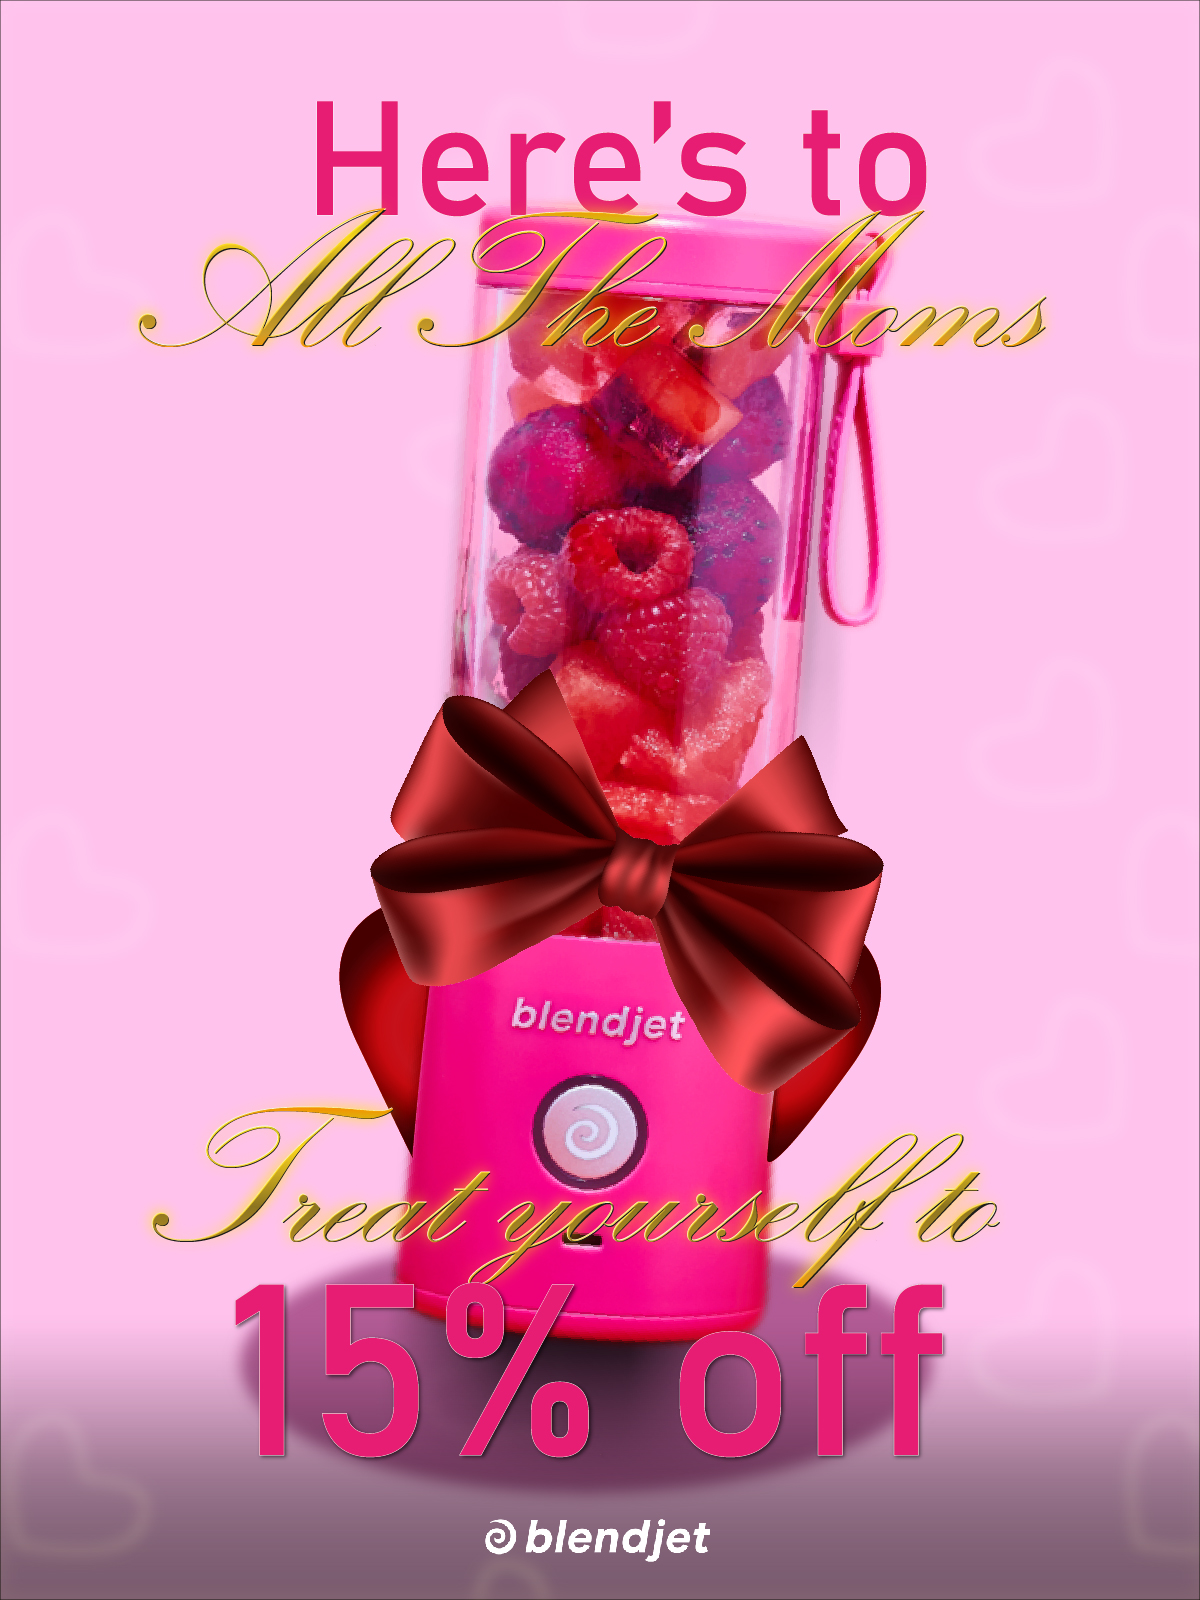 Here's to
All The Moms
blendjet
Treat yourself to
15% off
blendjet